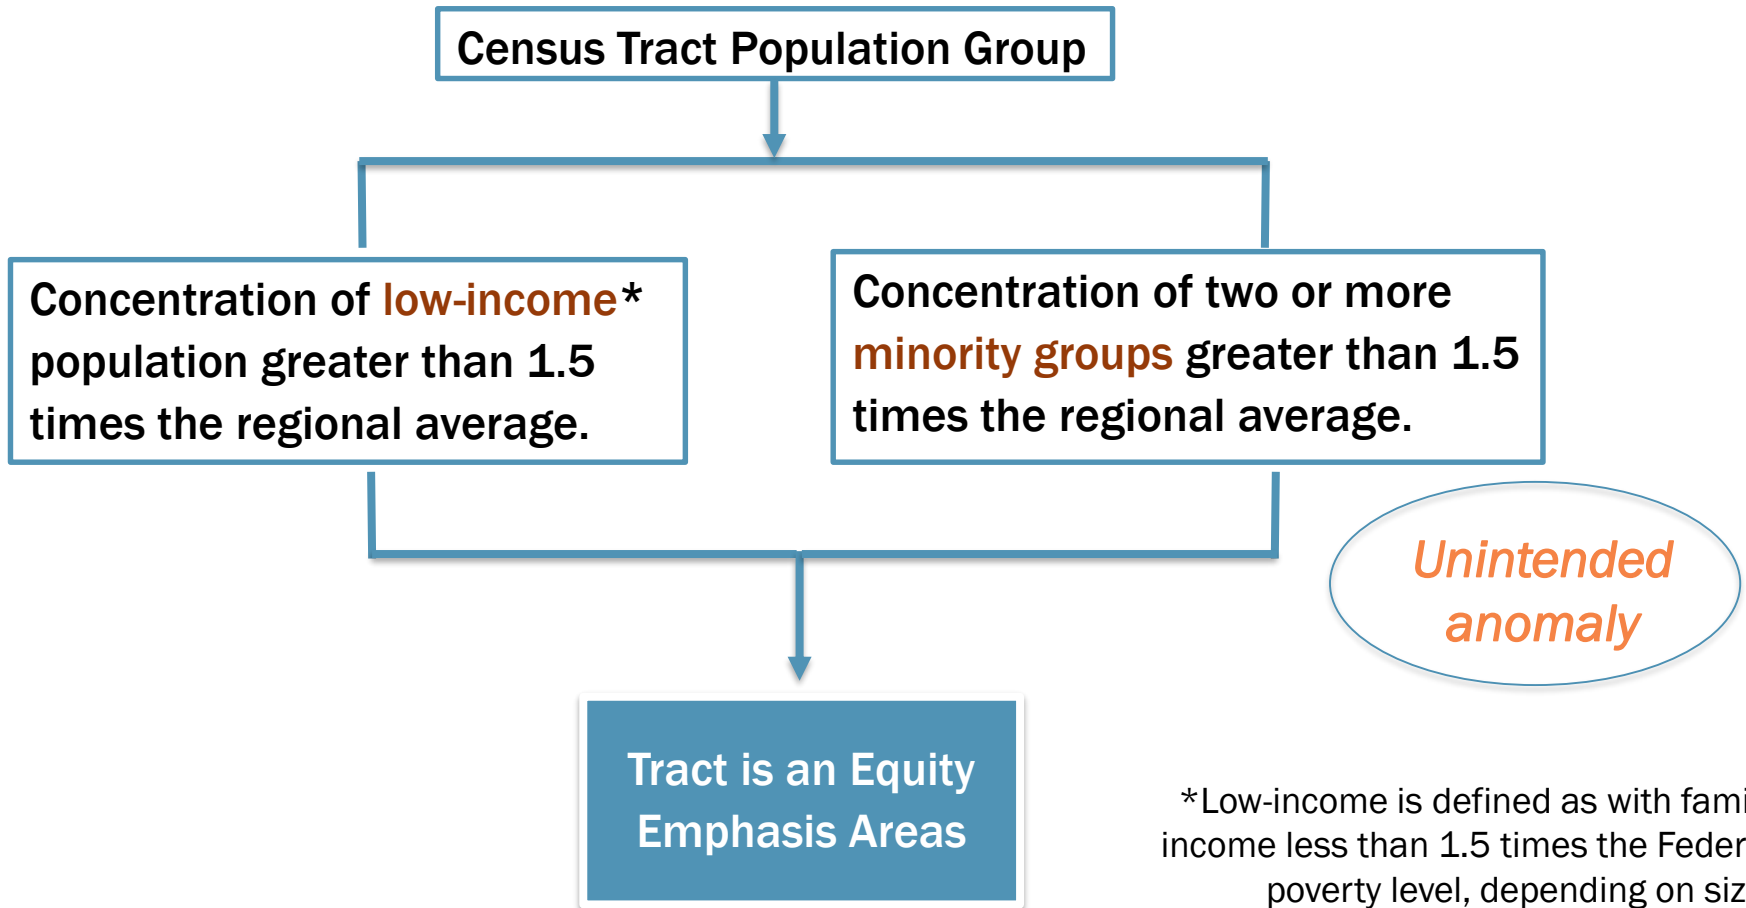 Census Tract Population Group
Concentration of low-income*
population greater than 1.5
times the regional average.
Concentration of two or more
minority groups greater than 1.5
times the regional average.
Unintended
anomaly
Tract is an Equity
Emphasis Areas
*Low-income is defined as with fami
income less than 1.5 times the Feder
poverty level, depending on siz